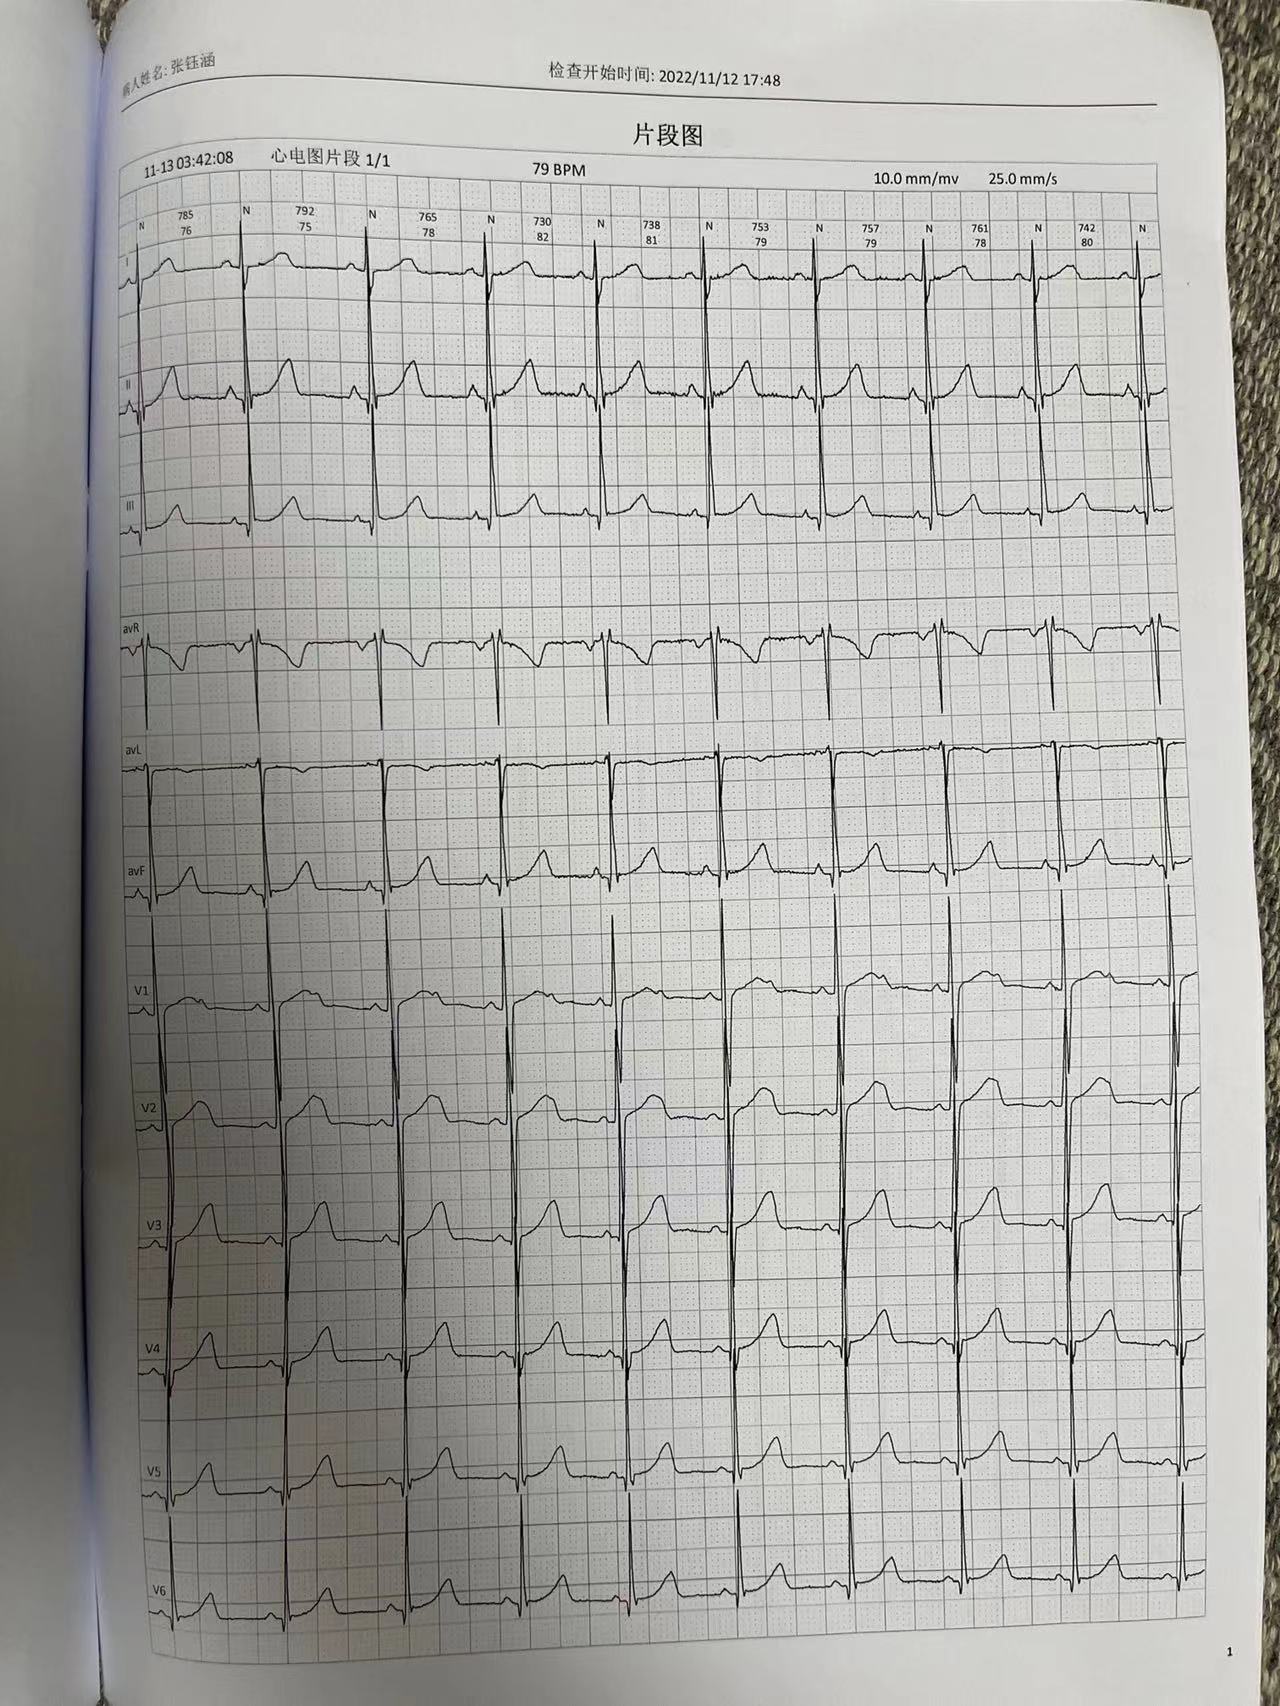 病人姓名: 张钰涵
检查开始时间: 2022/11/12 17:48
片段图
11-13 03:42:08 心电图片段 1/1 79 BPM 10.0 mm/mv 25.0 mm/s
N 785 N 792 N 765 N 730 N 738 N 753 N 757 N 761 N 742 N
76 75 78 82 81 79 79 78 80
I
II
III
avR
avL
avF
V1
V2
V3
V4
V5
V6
1